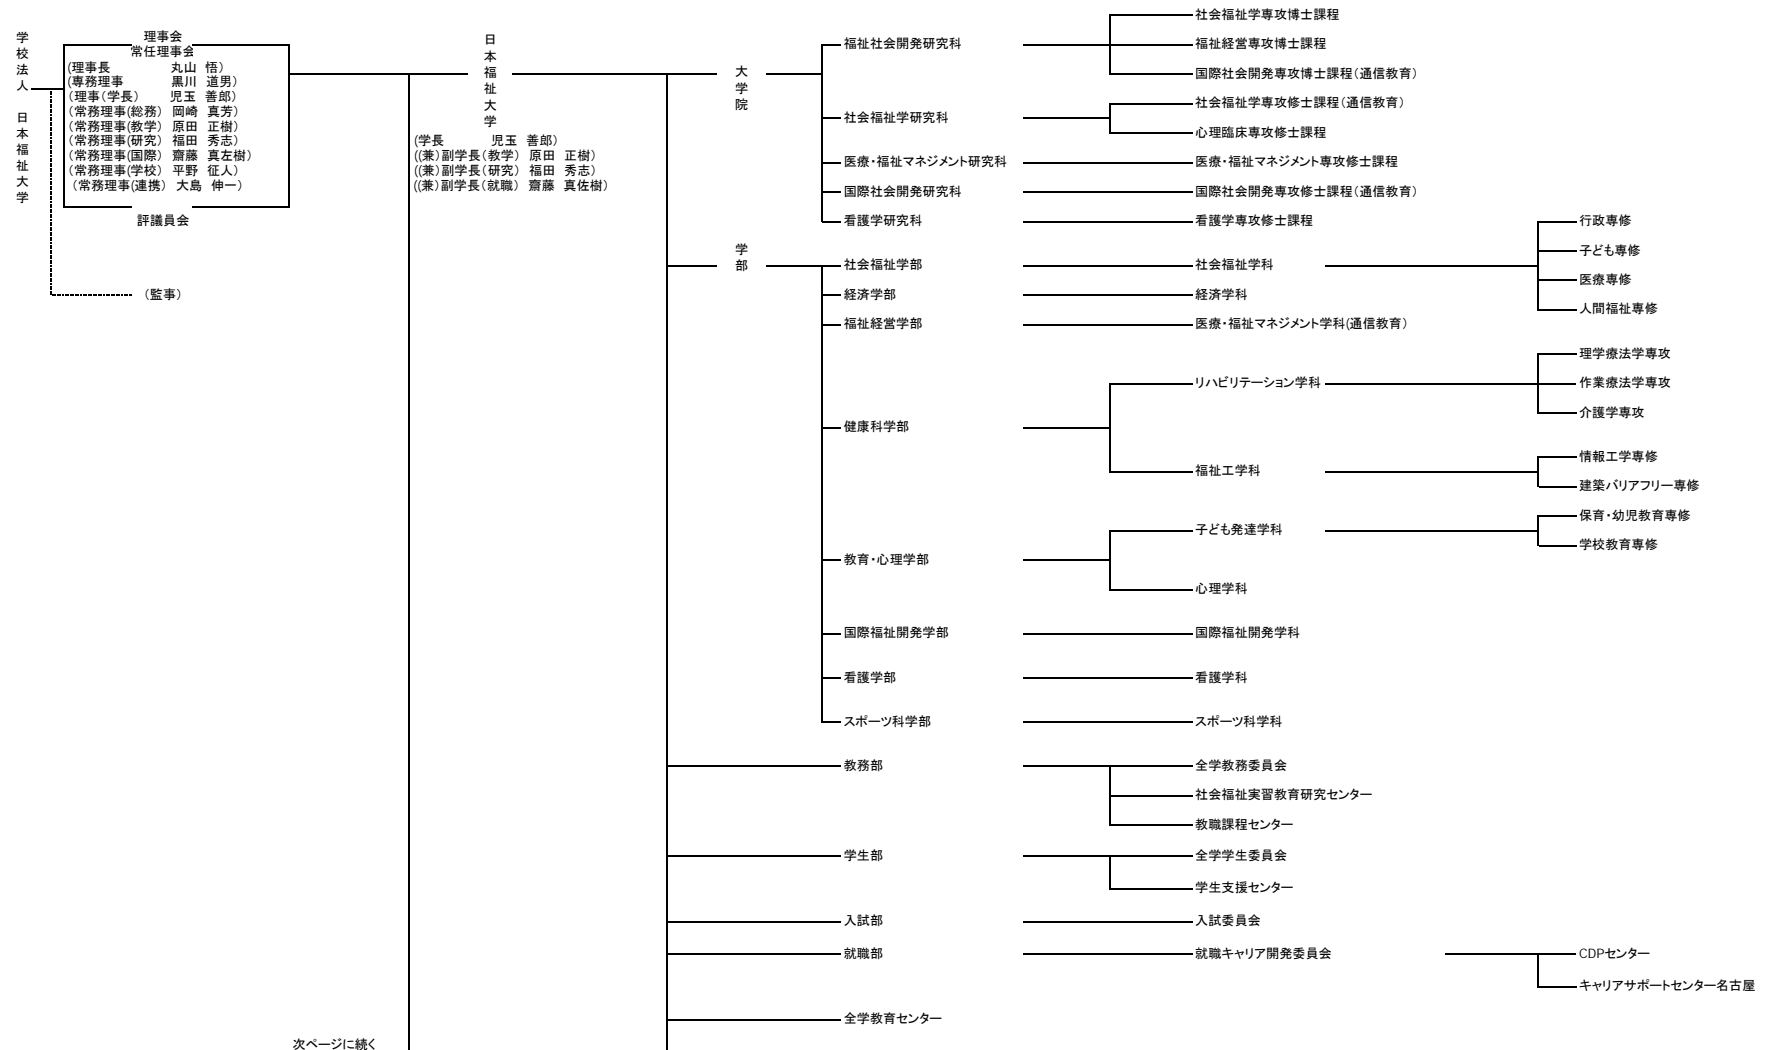 学校法人 日本福祉大学
理事会
常任理事会
(理事長 丸山 悟)
(専務理事 黒川 道男)
(理事(学長) 児玉 善郎)
(常務理事(総務) 岡崎 真芳)
(常務理事(教学) 原田 正樹)
(常務理事(研究) 福田 秀志)
(常務理事(国際) 齋藤 真左樹)
(常務理事(学校) 平野 征人)
(常務理事(連携) 大島 伸一)
評議員会
(監事)
日本福祉大学
(学長 児玉 善郎)
((兼)副学長(教学) 原田 正樹)
((兼)副学長(研究) 福田 秀志)
((兼)副学長(就職) 齋藤 真佐樹)
大学院
福祉社会開発研究科
社会福祉学専攻博士課程
福祉経営専攻博士課程
国際社会開発専攻博士課程(通信教育)
社会福祉学研究科
社会福祉学専攻修士課程(通信教育)
心理臨床専攻修士課程
医療・福祉マネジメント研究科
医療・福祉マネジメント専攻修士課程
国際社会開発研究科
国際社会開発専攻修士課程(通信教育)
看護学研究科
看護学専攻修士課程
学部
社会福祉学部
社会福祉学科
行政専修
子ども専修
医療専修
人間福祉専修
経済学部
経済学科
福祉経営学部
医療・福祉マネジメント学科(通信教育)
健康科学部
リハビリテーション学科
理学療法学専攻
作業療法学専攻
介護学専攻
福祉工学科
情報工学専修
建築バリアフリー専修
教育・心理学部
子ども発達学科
保育・幼児教育専修
学校教育専修
心理学科
国際福祉開発学部
国際福祉開発学科
看護学部
看護学科
スポーツ科学部
スポーツ科学科
教務部
全学教務委員会
社会福祉実習教育研究センター
教職課程センター
学生部
全学学生委員会
学生支援センター
入試部
入試委員会
就職部
就職キャリア開発委員会
CDPセンター
キャリアサポートセンター名古屋
全学教育センター
次ページに続く